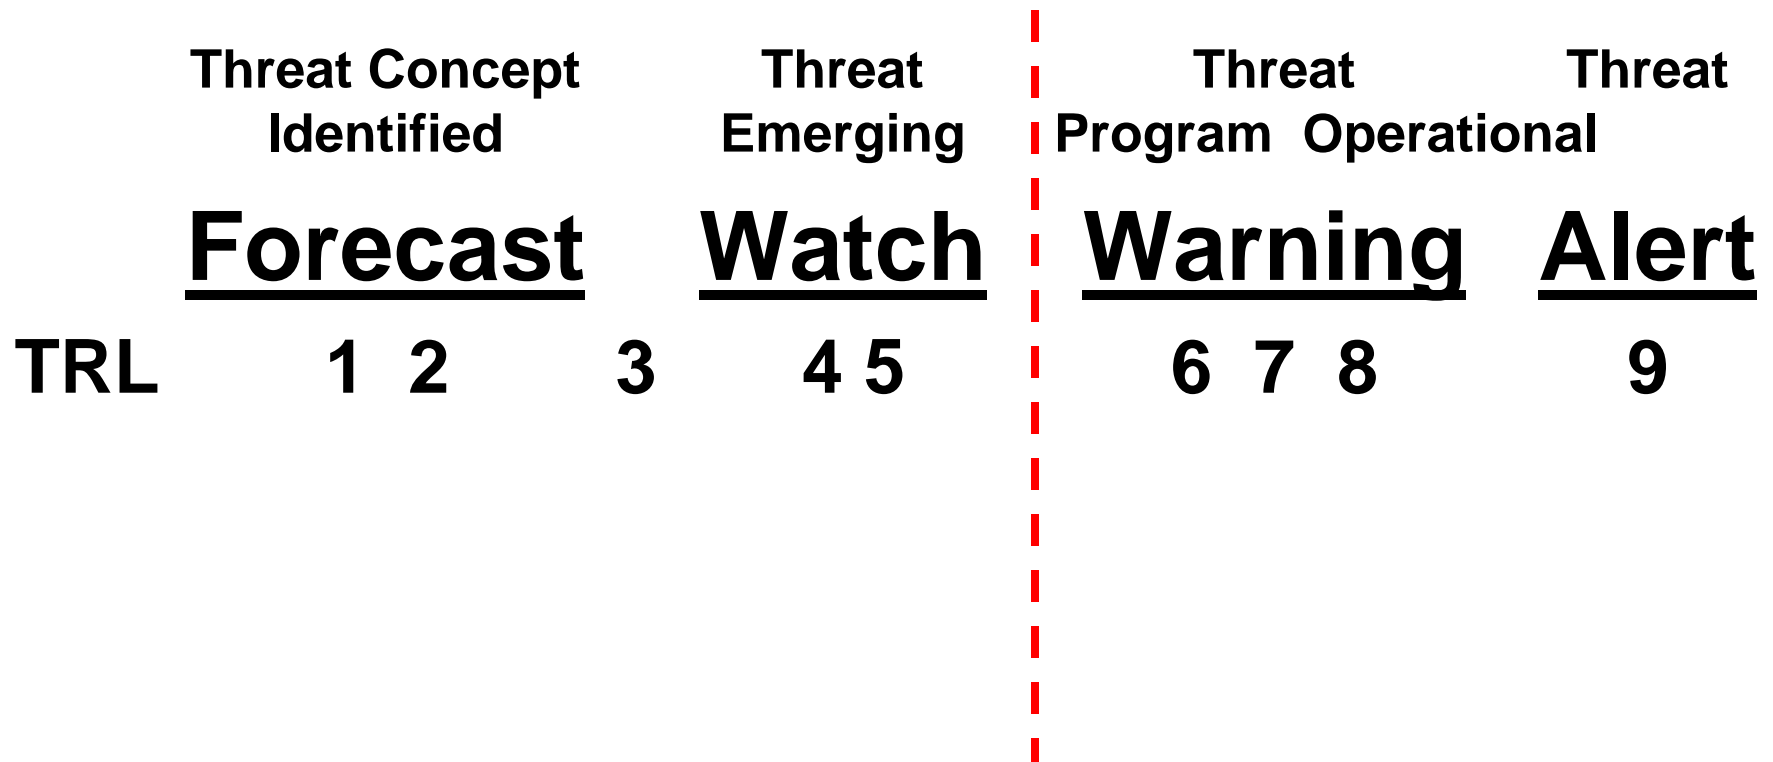 Threat Concept Threat Threat Threat
Identified Emerging Program Operational
Forecast Watch Warning Alert
TRL 1 2 3 4 5 6 7 8 9